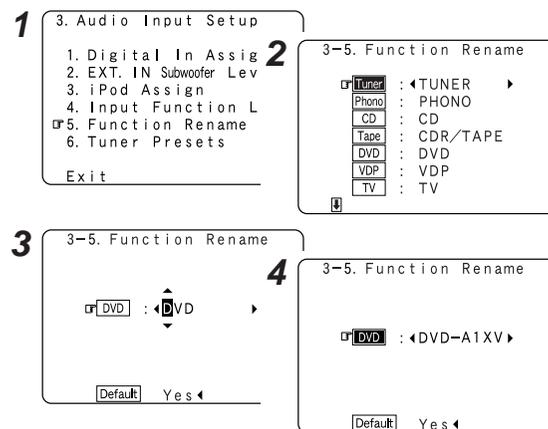 1
3. Audio Input Setup
1. Digital In Assig
2. EXT. IN Subwoofer Lev
3. iPod Assign
4. Input Function L
5. Function Rename
6. Tuner Presets
Exit
2
3-5. Function Rename
Tuner : TUNER
Phono : PHONO
CD : CD
Tape : CDR/TAPE
DVD : DVD
VDP : VDP
TV : TV
3
3-5. Function Rename
DVD : DVD
Default Yes
4
3-5. Function Rename
DVD : DVD-A1XV
Default Yes